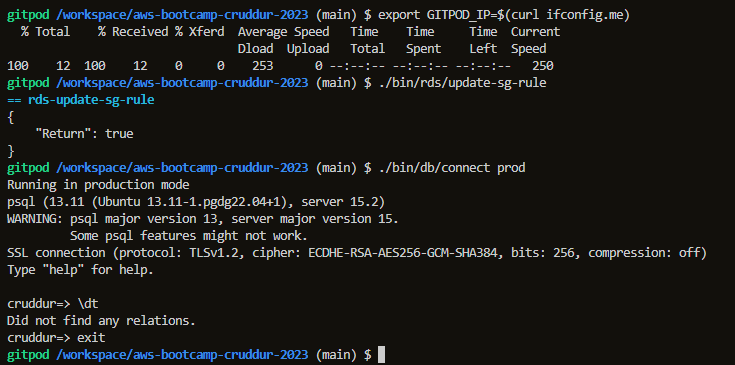 gitpod /workspace/aws-bootcamp-cruddur-2023 (main) $ export GITPOD_IP=$(curl ifconfig.me)
  % Total    % Received % Xferd  Average Speed   Time    Time     Time  Current
                                 Dload  Upload   Total   Spent    Left  Speed
100    12  100    12    0     0    253      0 --:--:-- --:--:-- --:--:--   250
gitpod /workspace/aws-bootcamp-cruddur-2023 (main) $ ./bin/rds/update-sg-rule
== rds-update-sg-rule
{
    "Return": true
}
gitpod /workspace/aws-bootcamp-cruddur-2023 (main) $ ./bin/db/connect prod
Running in production mode
psql (13.11 (Ubuntu 13.11-1.pgdg22.04+1), server 15.2)
WARNING: psql major version 13, server major version 15.
         Some psql features might not work.
SSL connection (protocol: TLSv1.2, cipher: ECDHE-RSA-AES256-GCM-SHA384, bits: 256, compression: off)
Type "help" for help.

cruddur=> \dt
Did not find any relations.
cruddur=> exit
gitpod /workspace/aws-bootcamp-cruddur-2023 (main) $